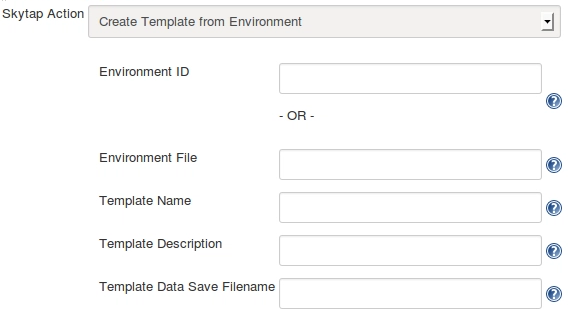 Skytap Action Create Template from Environment
Environment ID
- OR -
Environment File
Template Name
Template Description
Template Data Save Filename